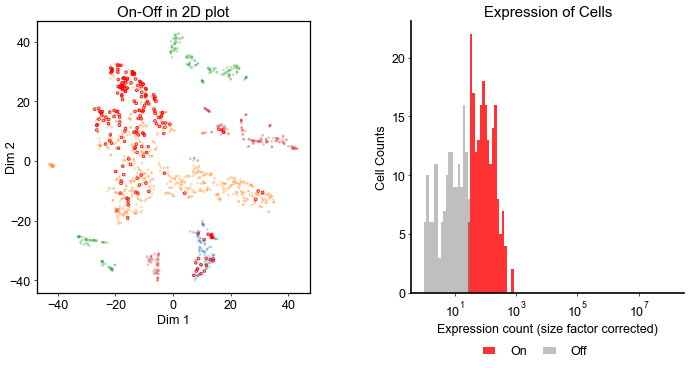 On-Off in 2D plot
40
20
0
−20
−40
Dim 2
−40 −20 0 20 40
Dim 1
Expression of Cells
20
15
10
5
0
Cell Counts
10^1 10^3 10^5 10^7
Expression count (size factor corrected)
On Off